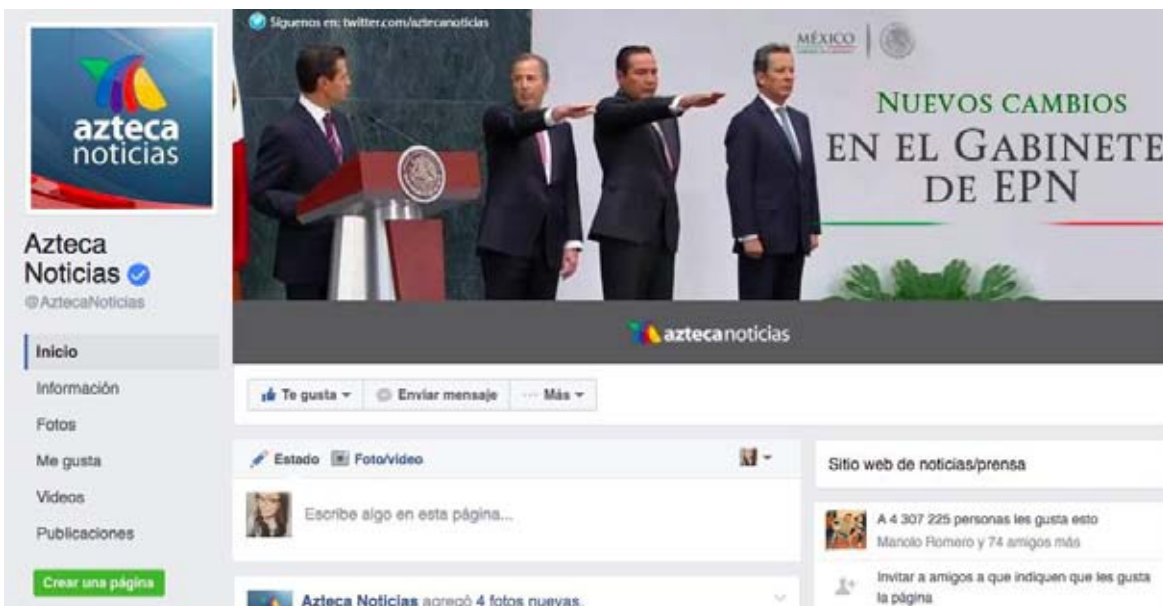 azteca
noticias
Azteca
Noticias
@AztecaNoticias
Inicio
Información
Fotos
Me gusta
Videos
Publicaciones
Crear una página
Síguenos en: twitter.com/aztecanoticias
MÉXICO
NUEVOS CAMBIOS
EN EL GABINETE
DE EPN
aztecanoticias
Te gusta
Enviar mensaje
Más
Estado Foto/video
Escribe algo en esta página...
Azteca Noticias agregó 4 fotos nuevas.
Sitio web de noticias/prensa
A 4 307 225 personas les gusta esto
Manolo Romero y 74 amigos más
Invitar a amigos a que indiquen que les gusta
la página